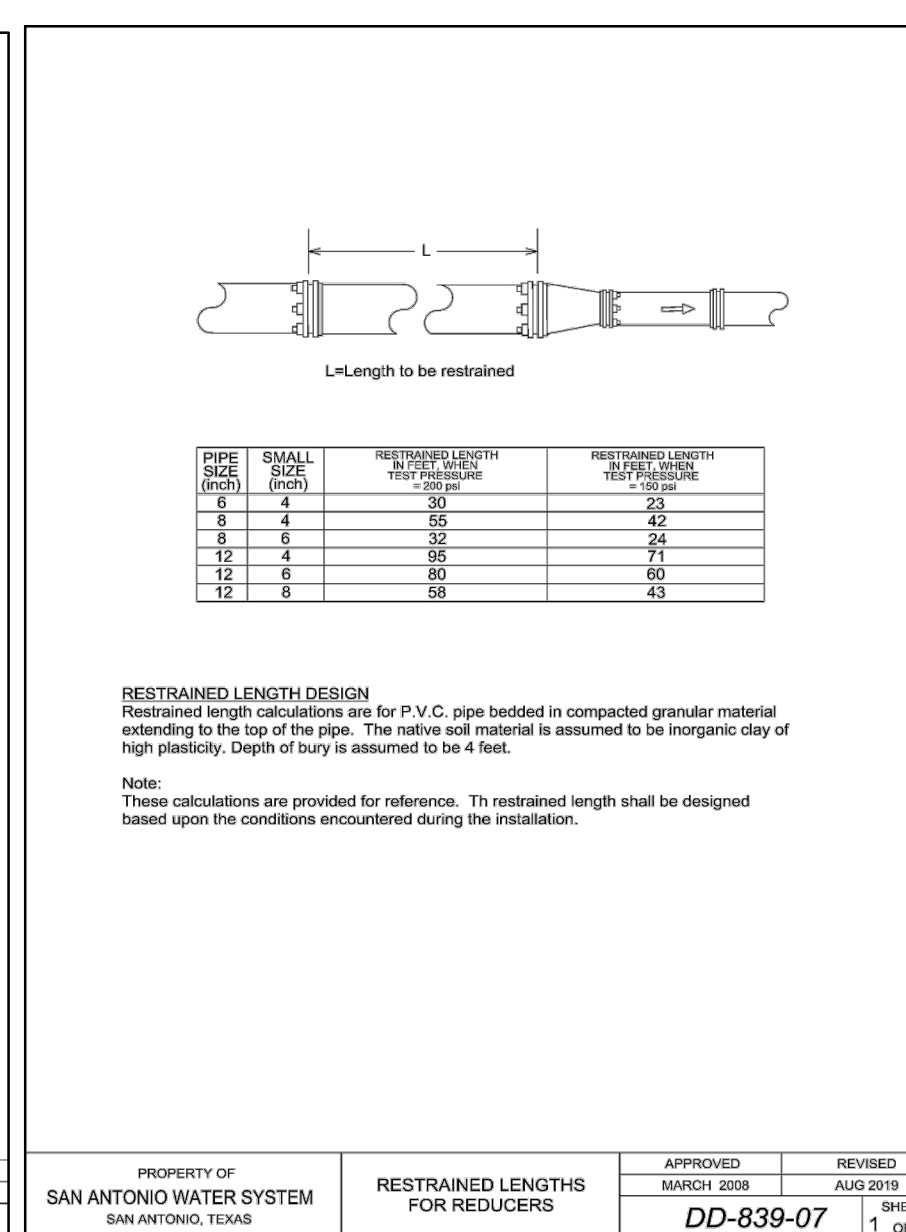 L
L=Length to be restrained
PIPE SIZE (inch) SMALL SIZE (inch) RESTRAINED LENGTH IN FEET, WHEN TEST PRESSURE = 200 psi RESTRAINED LENGTH IN FEET, WHEN TEST PRESSURE = 150 psi
6 4 30 23
8 4 55 42
8 6 32 24
12 4 95 71
12 6 80 60
12 8 58 43
RESTRAINED LENGTH DESIGN
Restrained length calculations are for P.V.C. pipe bedded in compacted granular material
extending to the top of the pipe. The native soil material is assumed to be inorganic clay of
high plasticity. Depth of bury is assumed to be 4 feet.
Note:
These calculations are provided for reference. Th restrained length shall be designed
based upon the conditions encountered during the installation.
PROPERTY OF
SAN ANTONIO WATER SYSTEM
SAN ANTONIO, TEXAS
RESTRAINED LENGTHS
FOR REDUCERS
APPROVED REVISED
MARCH 2008 AUG 2019
DD-839-07
1